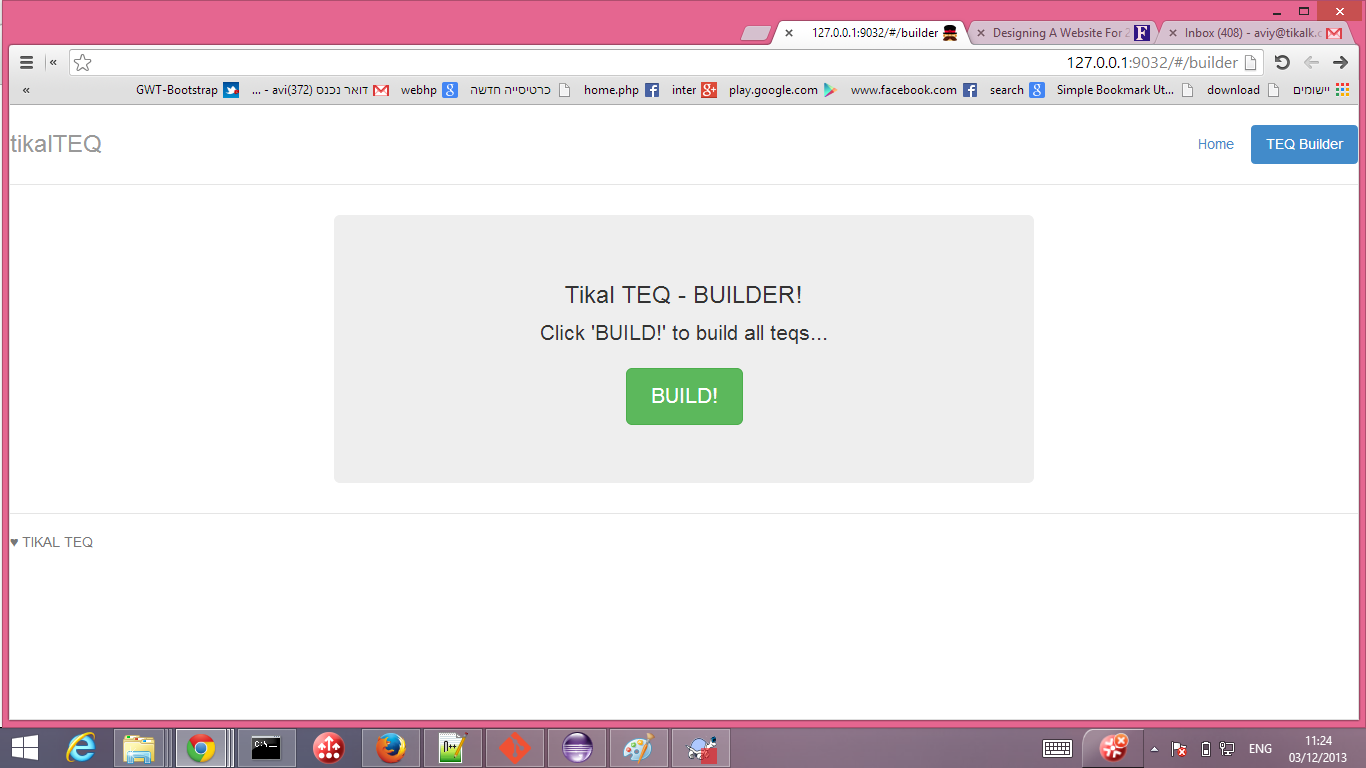 127.0.0.1:9032/#/builder
Designing A Website For 2
Inbox (408) - aviy@tikalk.c
127.0.0.1:9032/#/builder
« GWT-Bootstrap דואר נכנס (372) avi - ... webhp כרטיסייה חדשה home.php inter play.google.com www.facebook.com search Simple Bookmark Ut... download יישומים
tikalTEQ
Home
TEQ Builder
Tikal TEQ - BUILDER!
Click 'BUILD!' to build all teqs...
BUILD!
♥ TIKAL TEQ
ENG
11:24
03/12/2013